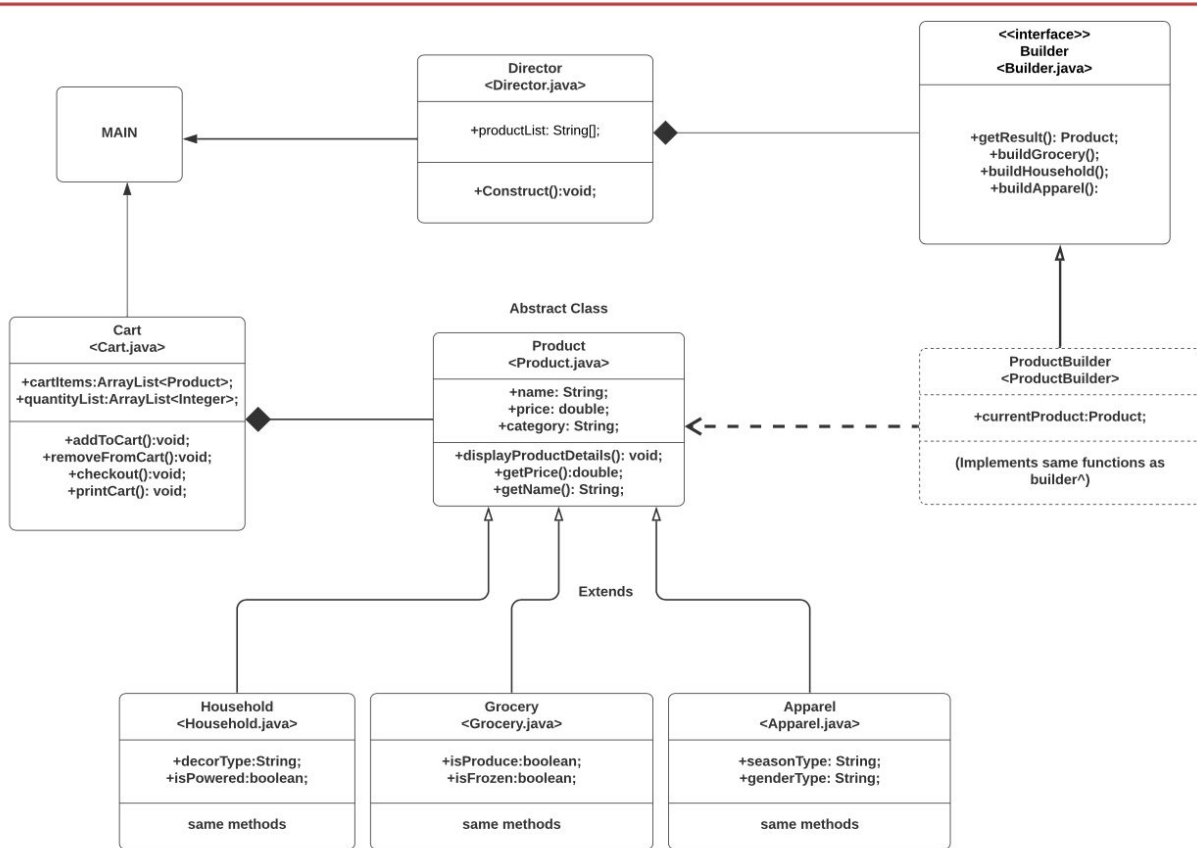 MAIN
Director
<Director.java>
+productList: String[];
+Construct():void;
<<interface>>
Builder
<Builder.java>
+getResult(): Product;
+buildGrocery();
+buildHousehold();
+buildApparel():
Cart
<Cart.java>
+cartItems:ArrayList<Product>;
+quantityList:ArrayList<Integer>;
+addToCart():void;
+removeFromCart():void;
+checkout():void;
+printCart(): void;
Abstract Class
Product
<Product.java>
+name: String;
+price: double;
+category: String;
+displayProductDetails(): void;
+getPrice():double;
+getName(): String;
ProductBuilder
<ProductBuilder>
+currentProduct:Product;
(Implements same functions as
builder^)
Extends
Household
<Household.java>
+decorType:String;
+isPowered:boolean;
same methods
Grocery
<Grocery.java>
+isProduce:boolean;
+isFrozen:boolean;
same methods
Apparel
<Apparel.java>
+seasonType: String;
+genderType: String;
same methods